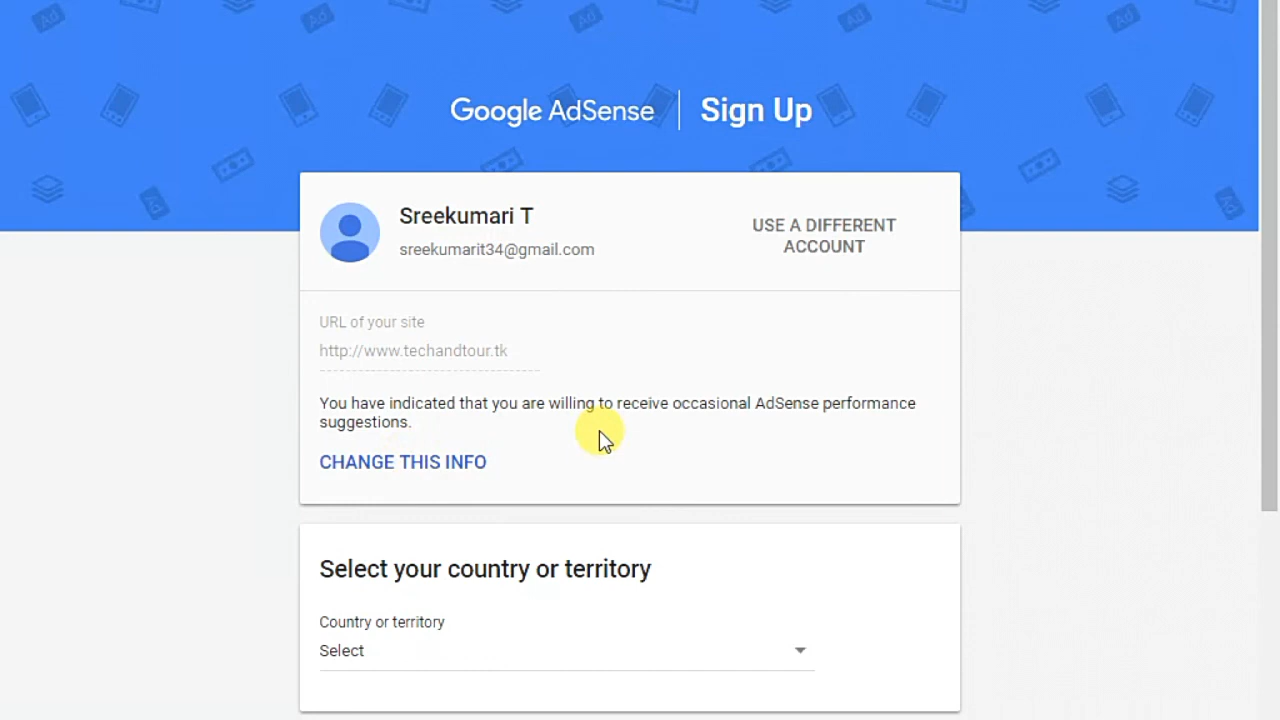 Google AdSense | Sign Up
Sreekumari T
sreekumarit34@gmail.com
USE A DIFFERENT
ACCOUNT
URL of your site
http://www.techandtour.tk
You have indicated that you are willing to receive occasional AdSense performance
suggestions.
CHANGE THIS INFO
Select your country or territory
Country or territory
Select